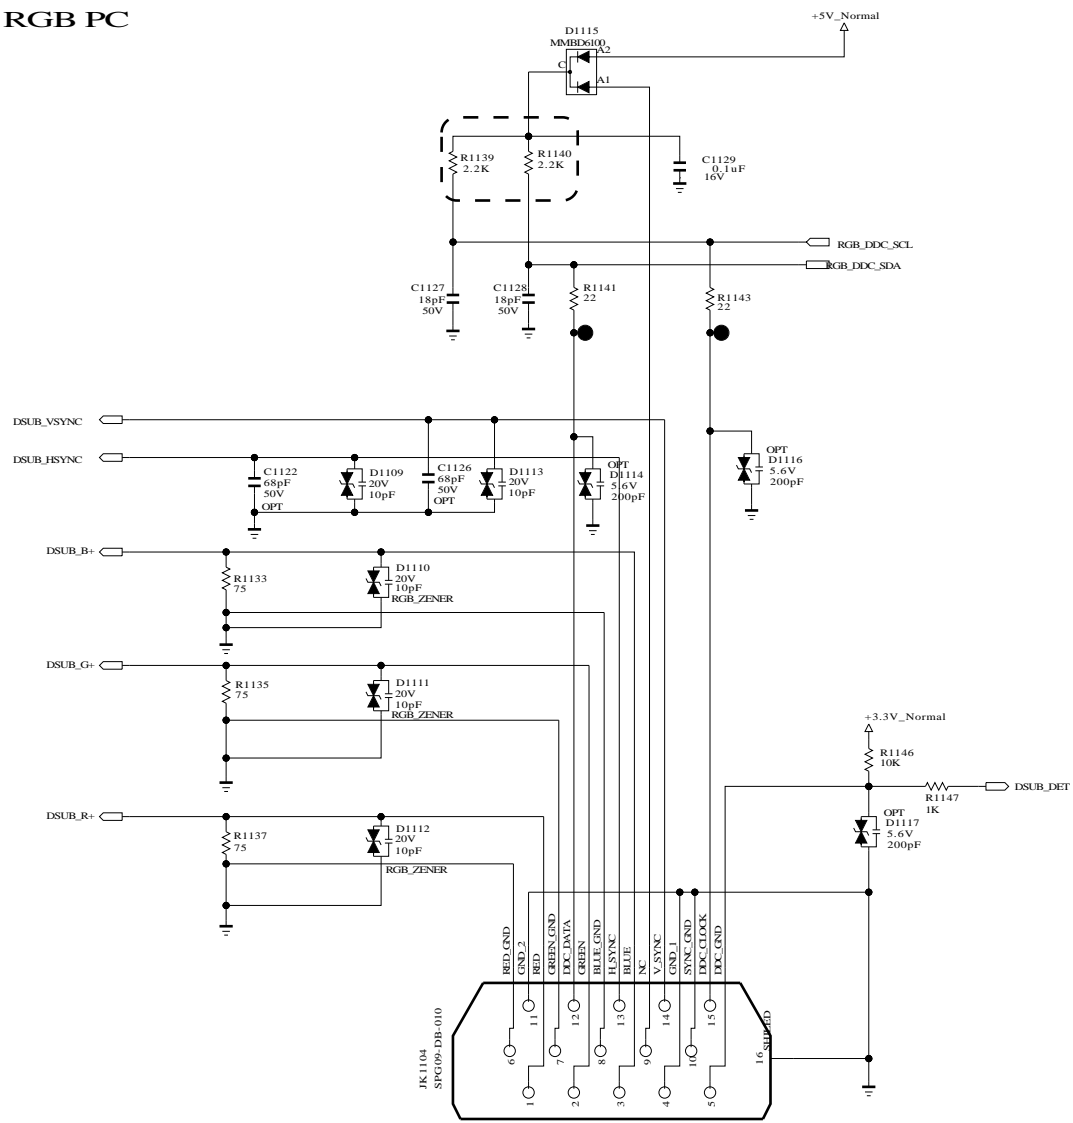 RGB PC
+5V_Normal
D1115
MMBD6100
A2
C
A1
R1139
2.2K
R1140
2.2K
C1129
0.1uF
16V
RGB_DDC_SCL
RGB_DDC_SDA
C1127
18pF
50V
C1128
18pF
50V
R1141
22
R1143
22
DSUB_VSYNC
DSUB_HSYNC
C1122
68pF
50V
OPT
D1109
20V
10pF
C1126
68pF
50V
OPT
D1113
20V
10pF
OPT
D1114
5.6V
200pF
OPT
D1116
5.6V
200pF
DSUB_B+
R1133
75
D1110
20V
10pF
RGB_ZENER
DSUB_G+
R1135
75
D1111
20V
10pF
RGB_ZENER
+3.3V_Normal
R1146
10K
R1147
1K
DSUB_DET
DSUB_R+
R1137
75
D1112
20V
10pF
RGB_ZENER
OPT
D1117
5.6V
200pF
RED_GND
GND_2
RED
GREEN_GND
DDC_DATA
GREEN
BLUE_GND
H_SYNC
BLUE
NC
V_SYNC
GND_1
SYNC_GND
DDC_CLOCK
DDC_GND
JK1104
SPG09-DB-010
11
12
13
14
15
6
7
8
9
10
16
SHILED
1
2
3
4
5